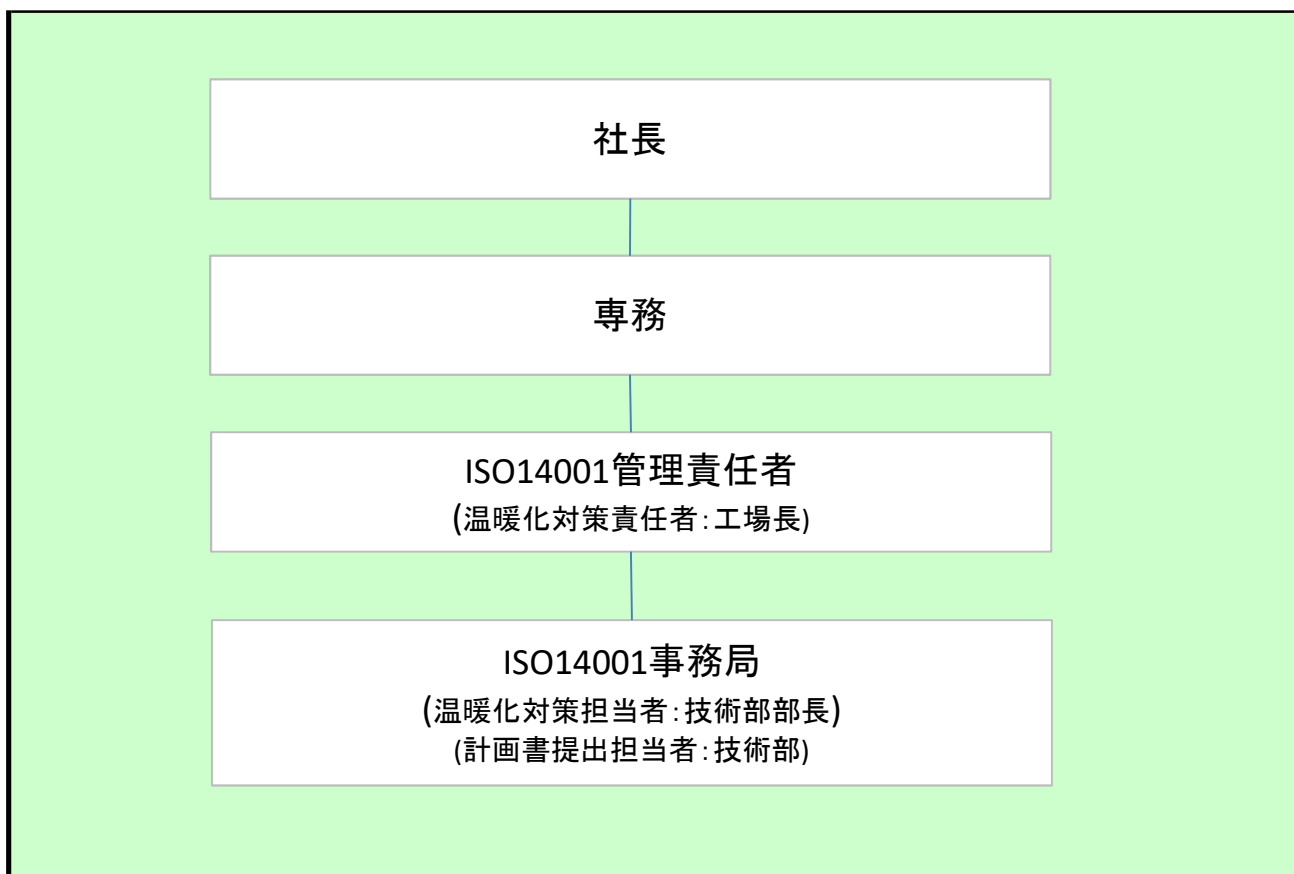 社長
専務
ISO14001管理責任者
(温暖化対策責任者:工場長)
ISO14001事務局
(温暖化対策担当者:技術部部長)
(計画書提出担当者:技術部)